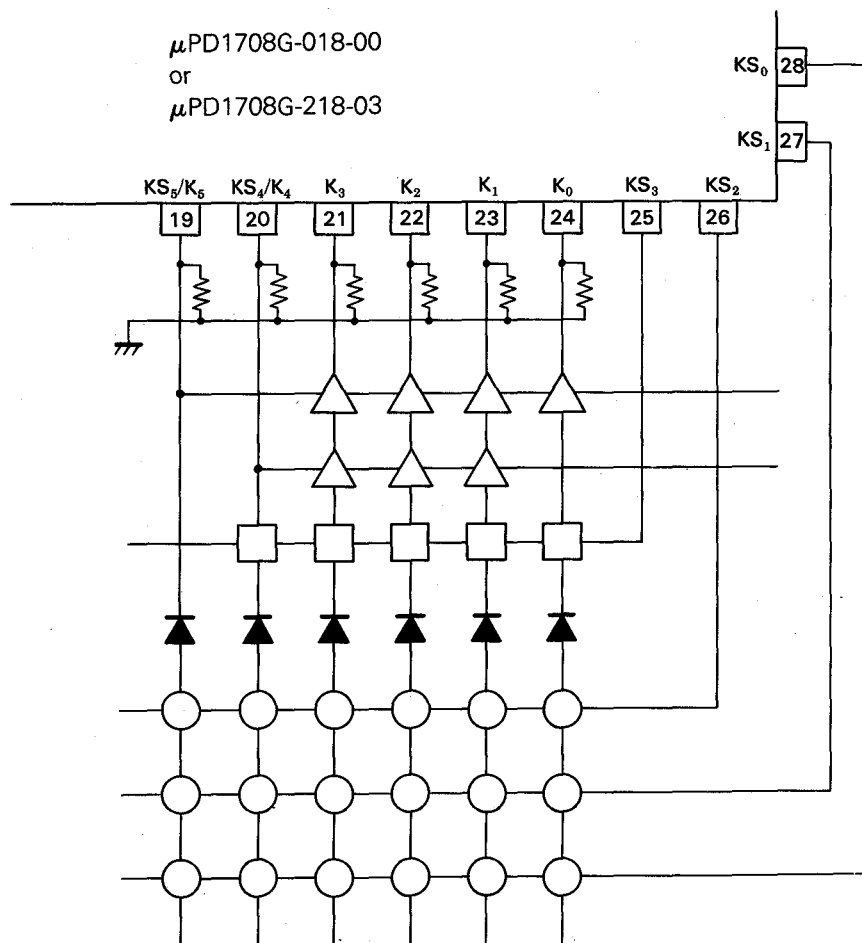 μPD1708G-018-00
or
μPD1708G-218-03
KS₀ 28
KS₁ 27
KS₅/K₅ KS₄/K₄ K₃ K₂ K₁ K₀ KS₃ KS₂
19 20 21 22 23 24 25 26